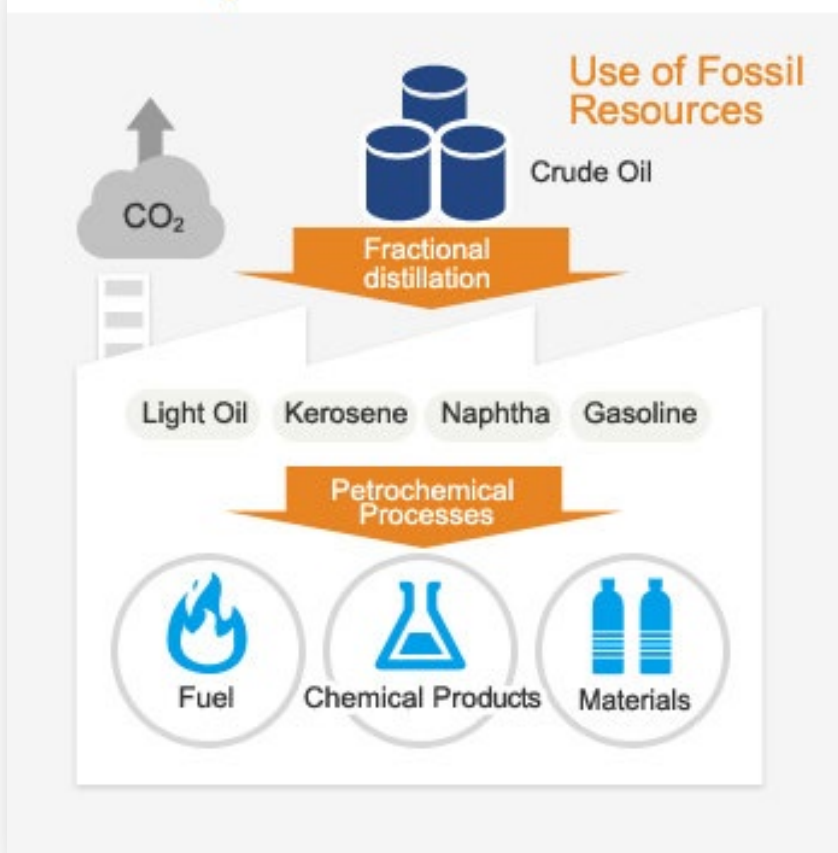 Use of Fossil
Resources
Crude Oil
CO₂
Fractional
distillation
Light Oil Kerosene Naphtha Gasoline
Petrochemical
Processes
Fuel Chemical Products Materials